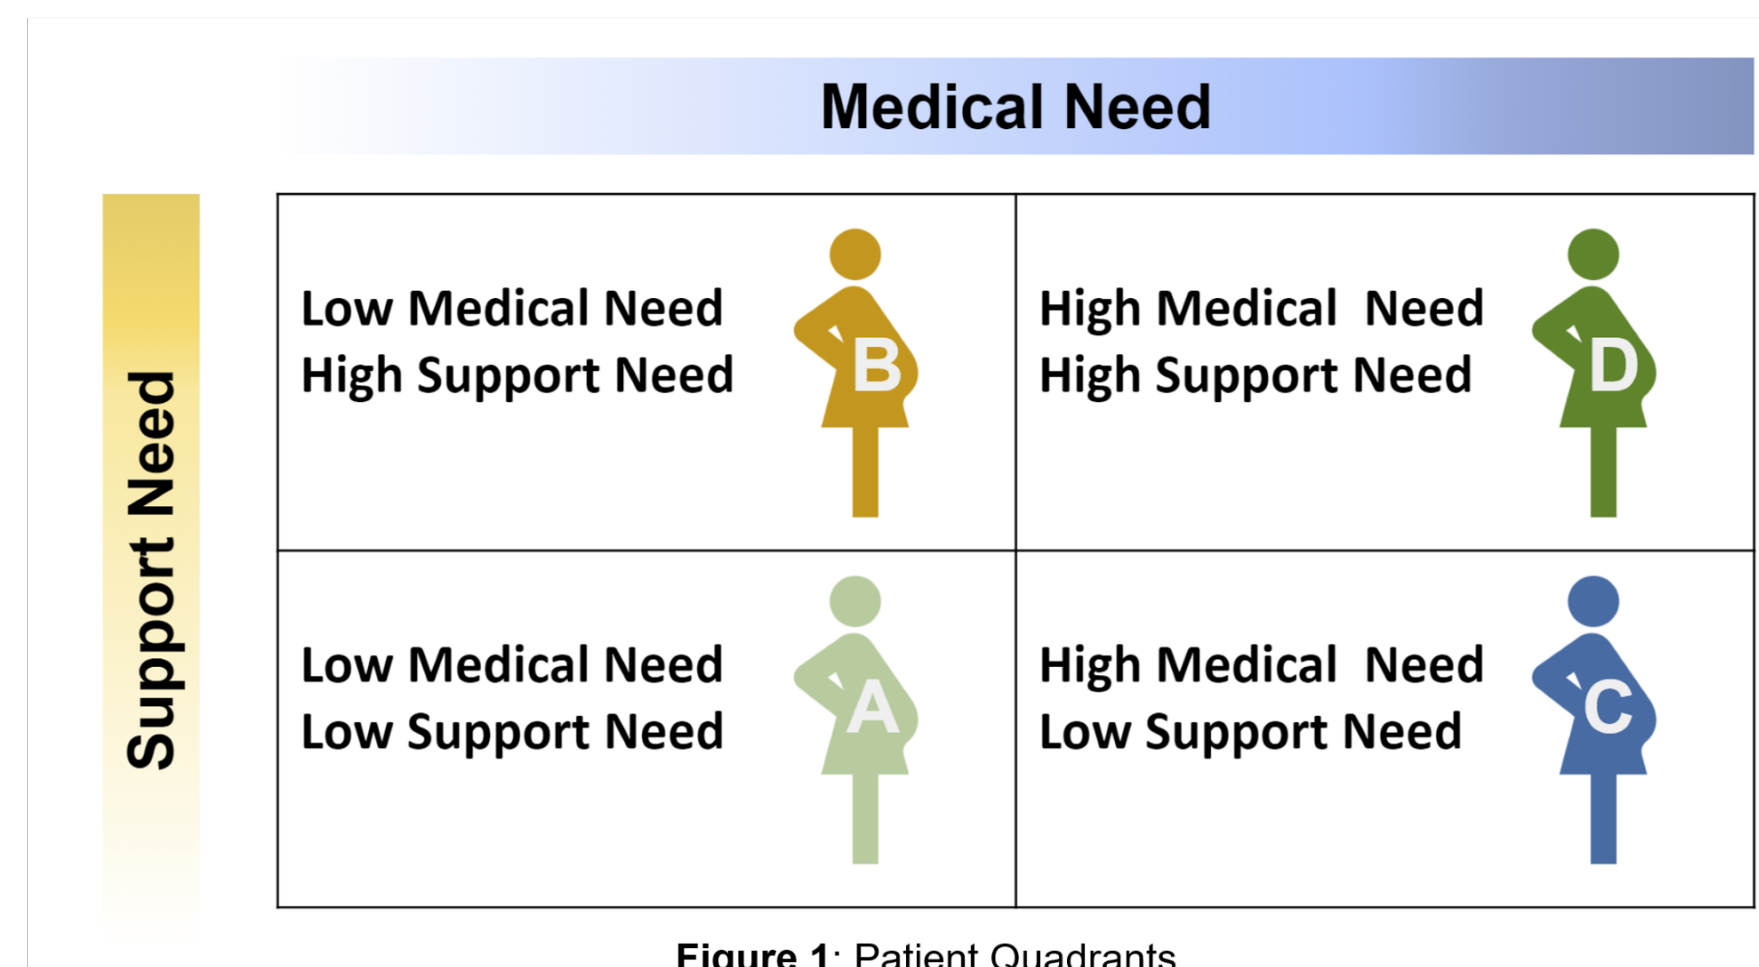 Medical Need
Support Need
Low Medical Need
High Support Need
B
High Medical  Need
High Support Need
D
Low Medical Need
Low Support Need
A
High Medical  Need
Low Support Need
C
Figure 1: Patient Quadrants